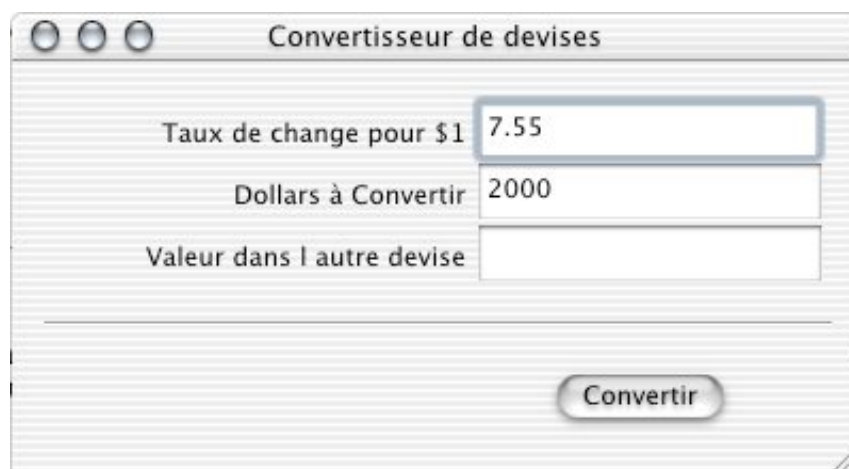 Convertisseur de devises
Taux de change pour $1 7.55
Dollars à Convertir 2000
Valeur dans l autre devise
Convertir